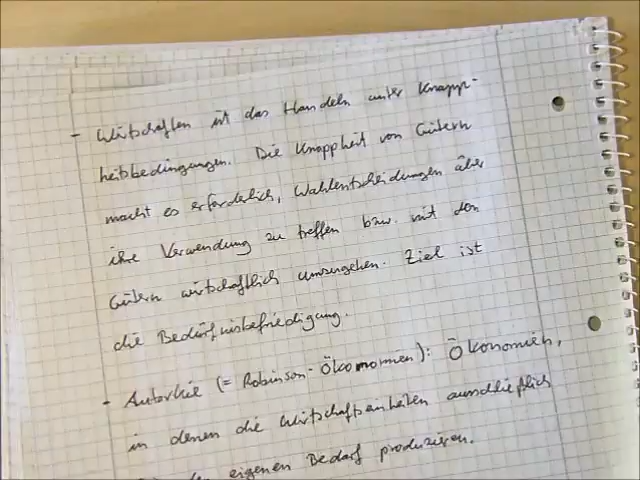 - Wirtschaften ist das Handeln unter Knapp-
heitsbedingungen. Die Knappheit von Gütern
macht es erforderlich, Wahlentscheidungen über
ihre Verwendung zu treffen bzw. mit den
Gütern wirtschaftlich umzugehen. Ziel ist
die Bedürfnisbefriedigung.
- Autarkie (= Robinson-Ökonomien): Ökonomien,
in denen die Wirtschaftseinheiten ausschließlich
eigenen Bedarf produzieren.